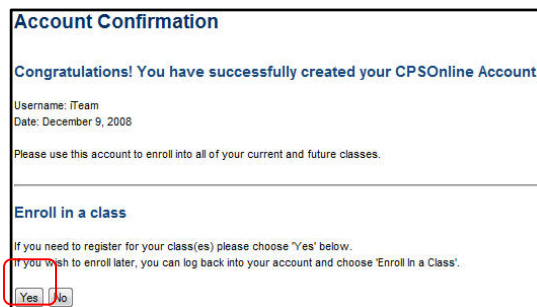 Account Confirmation
Congratulations! You have successfully created your CPSOnline Account
Username: iTeam
Date: December 9, 2008
Please use this account to enroll into all of your current and future classes.
Enroll in a class
If you need to register for your class(es) please choose 'Yes' below.
If you wish to enroll later, you can log back into your account and choose 'Enroll In a Class'.
Yes No